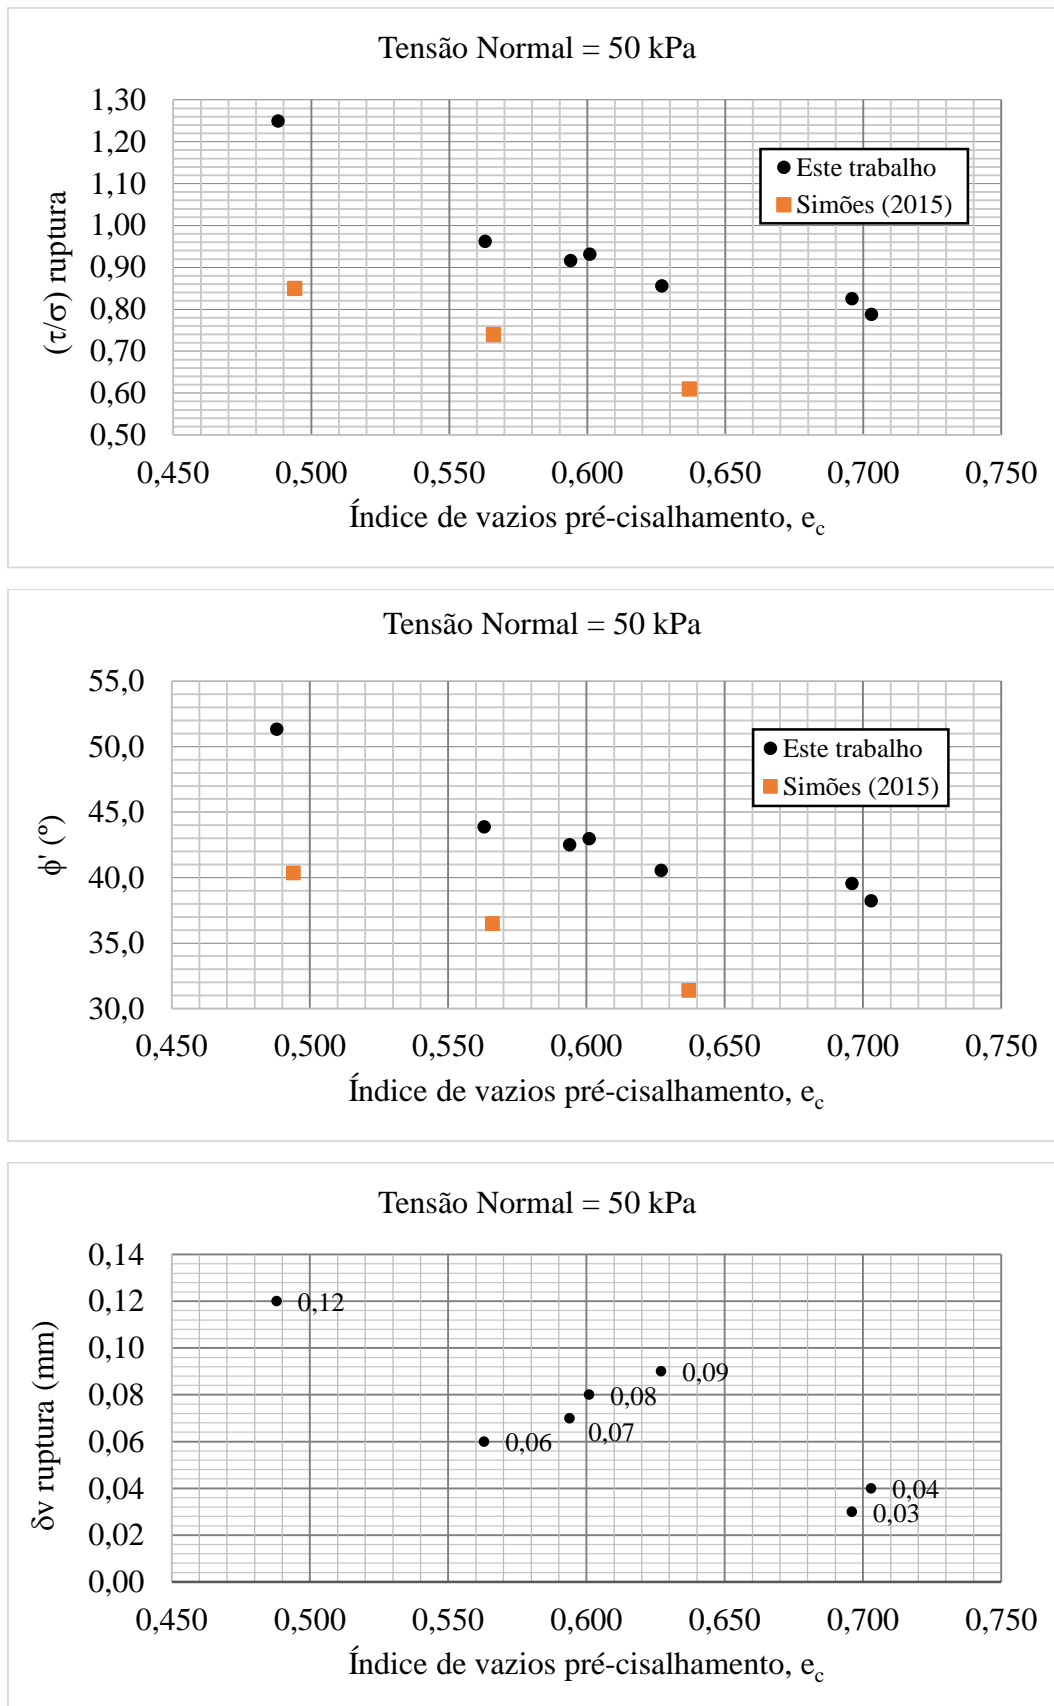 Tensão Normal = 50 kPa
1,30
1,20
1,10
1,00
0,90
0,80
0,70
0,60
0,50
(τ/σ) ruptura
Este trabalho
Simões (2015)
0,450 0,500 0,550 0,600 0,650 0,700 0,750
Índice de vazios pré-cisalhamento, ec
Tensão Normal = 50 kPa
55,0
50,0
45,0
40,0
35,0
30,0
ϕ' (º)
Este trabalho
Simões (2015)
0,450 0,500 0,550 0,600 0,650 0,700 0,750
Índice de vazios pré-cisalhamento, ec
Tensão Normal = 50 kPa
0,14
0,12
0,10
0,08
0,06
0,04
0,02
0,00
δv ruptura (mm)
0,12
0,06
0,07
0,08
0,09
0,03
0,04
0,450 0,500 0,550 0,600 0,650 0,700 0,750
Índice de vazios pré-cisalhamento, ec